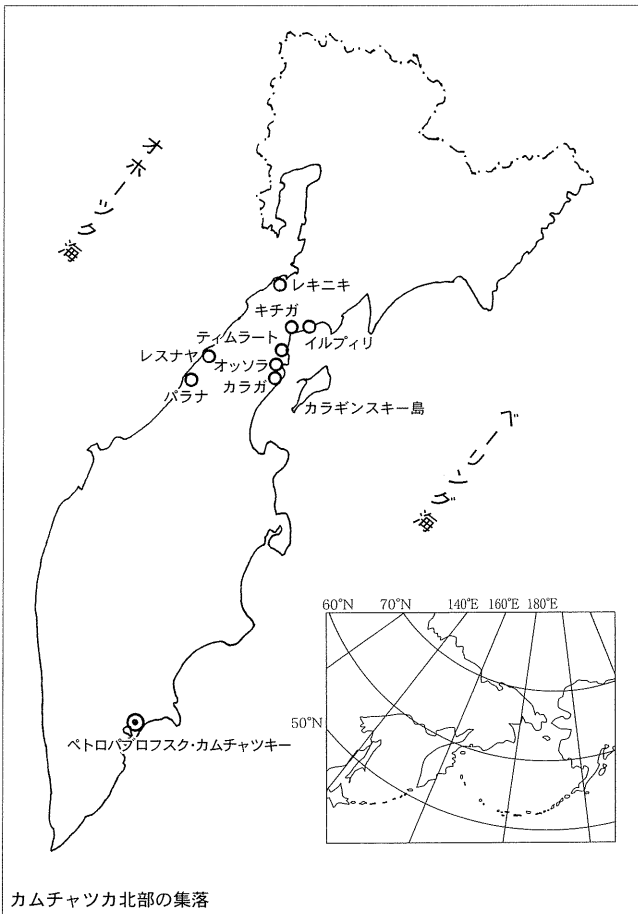 オホーツク海
レキニキ
キチガ
イルピィリ
ティムラート
レスナヤ
オッソラ
パラナ
カラガ
カラギンスキー島
ベーリング海
60°N 70°N 140°E 160°E 180°E
50°N
ペトロパブロフスク・カムチャツキー
カムチャツカ北部の集落